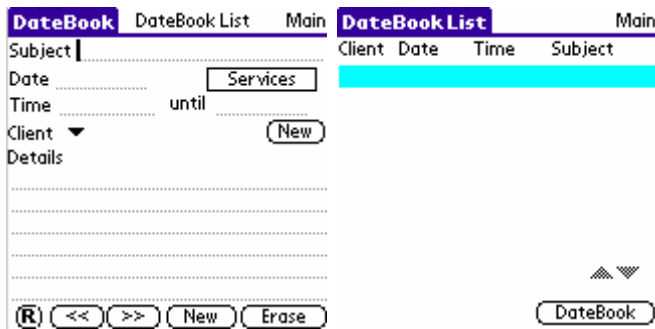 DateBook DateBook List Main
Subject
Date Services
Time until
Client New
Details
R << >> New Erase
DateBook List Main
Client Date Time Subject
DateBook